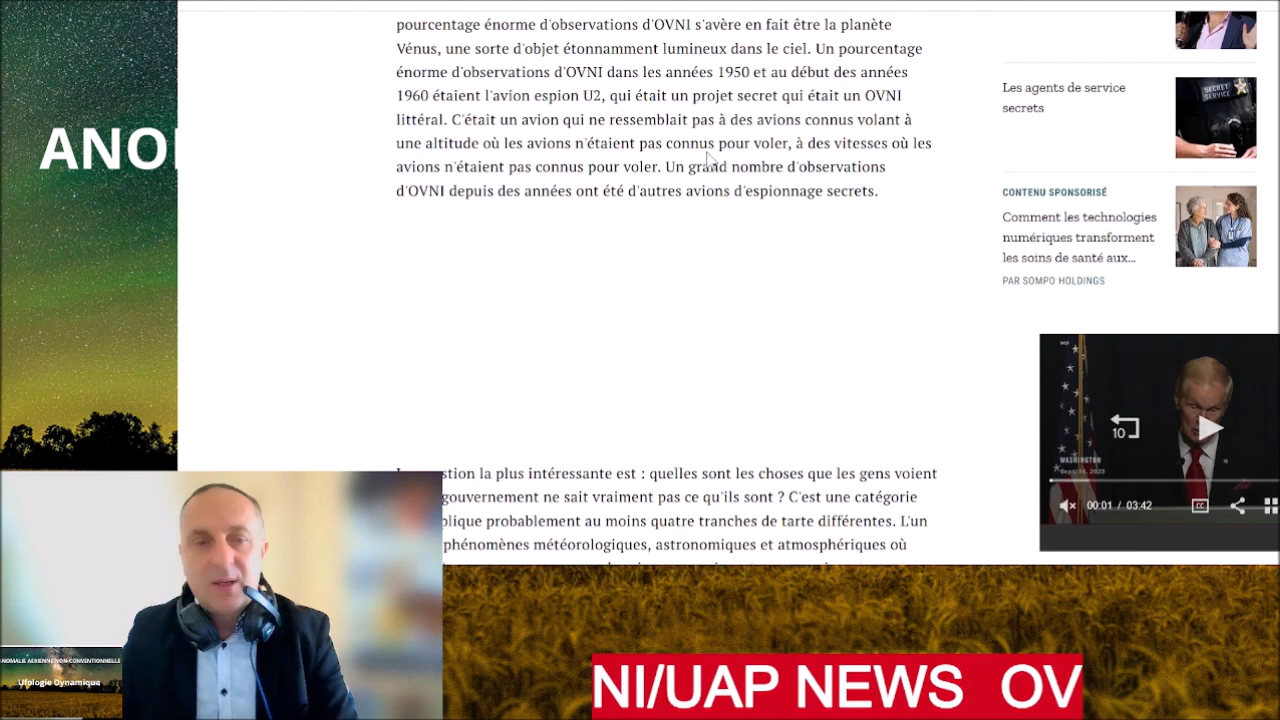 pourcentage énorme d'observations d'OVNI s'avère en fait être la planète
Vénus, une sorte d'objet étonnamment lumineux dans le ciel. Un pourcentage
énorme d'observations d'OVNI dans les années 1950 et au début des années
1960 étaient l'avion espion U2, qui était un projet secret qui était un OVNI
littéral. C'était un avion qui ne ressemblait pas à des avions connus volant à
une altitude où les avions n'étaient pas connus pour voler, à des vitesses où les
avions n'étaient pas connus pour voler. Un grand nombre d'observations
d'OVNI depuis des années ont été d'autres avions d'espionnage secrets.
stion la plus intéressante est : quelles sont les choses que les gens voient
gouvernement ne sait vraiment pas ce qu'ils sont ? C'est une catégorie
plique probablement au moins quatre tranches de tarte différentes. L'un
phénomènes météorologiques, astronomiques et atmosphériques où
Les agents de service
secrets
SECRET
SERVICE
CONTENU SPONSORISÉ
Comment les technologies
numériques transforment
les soins de santé aux...
PAR SOMPO HOLDINGS
10
WASHINGTON
00:01 / 03:42
CC
ANO
ANOMALIE AERIENNE NON-CONVENTIONNELLE
Ufologie Dynamique
NI/UAP NEWS OV